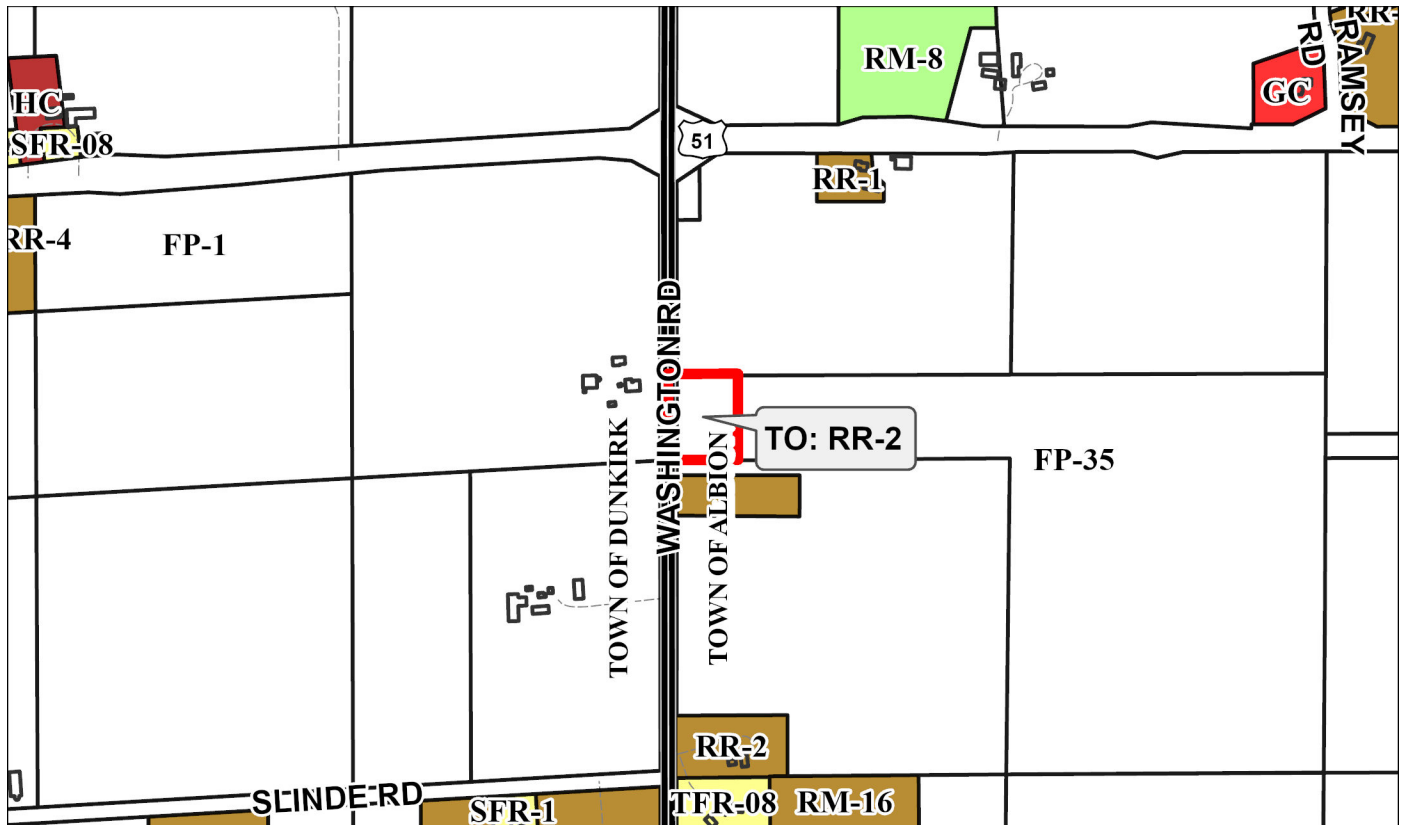 RR-
RAMSEY RD
RM-8
HC
GC
51
SFR-08
RR-1
RR-4
FP-1
WASHINGTON RD
TO: RR-2
FP-35
TOWN OF DUNKIRK
TOWN OF ALBION
RR-2
SLINDE RD
SFR-1
TFR-08
RM-16